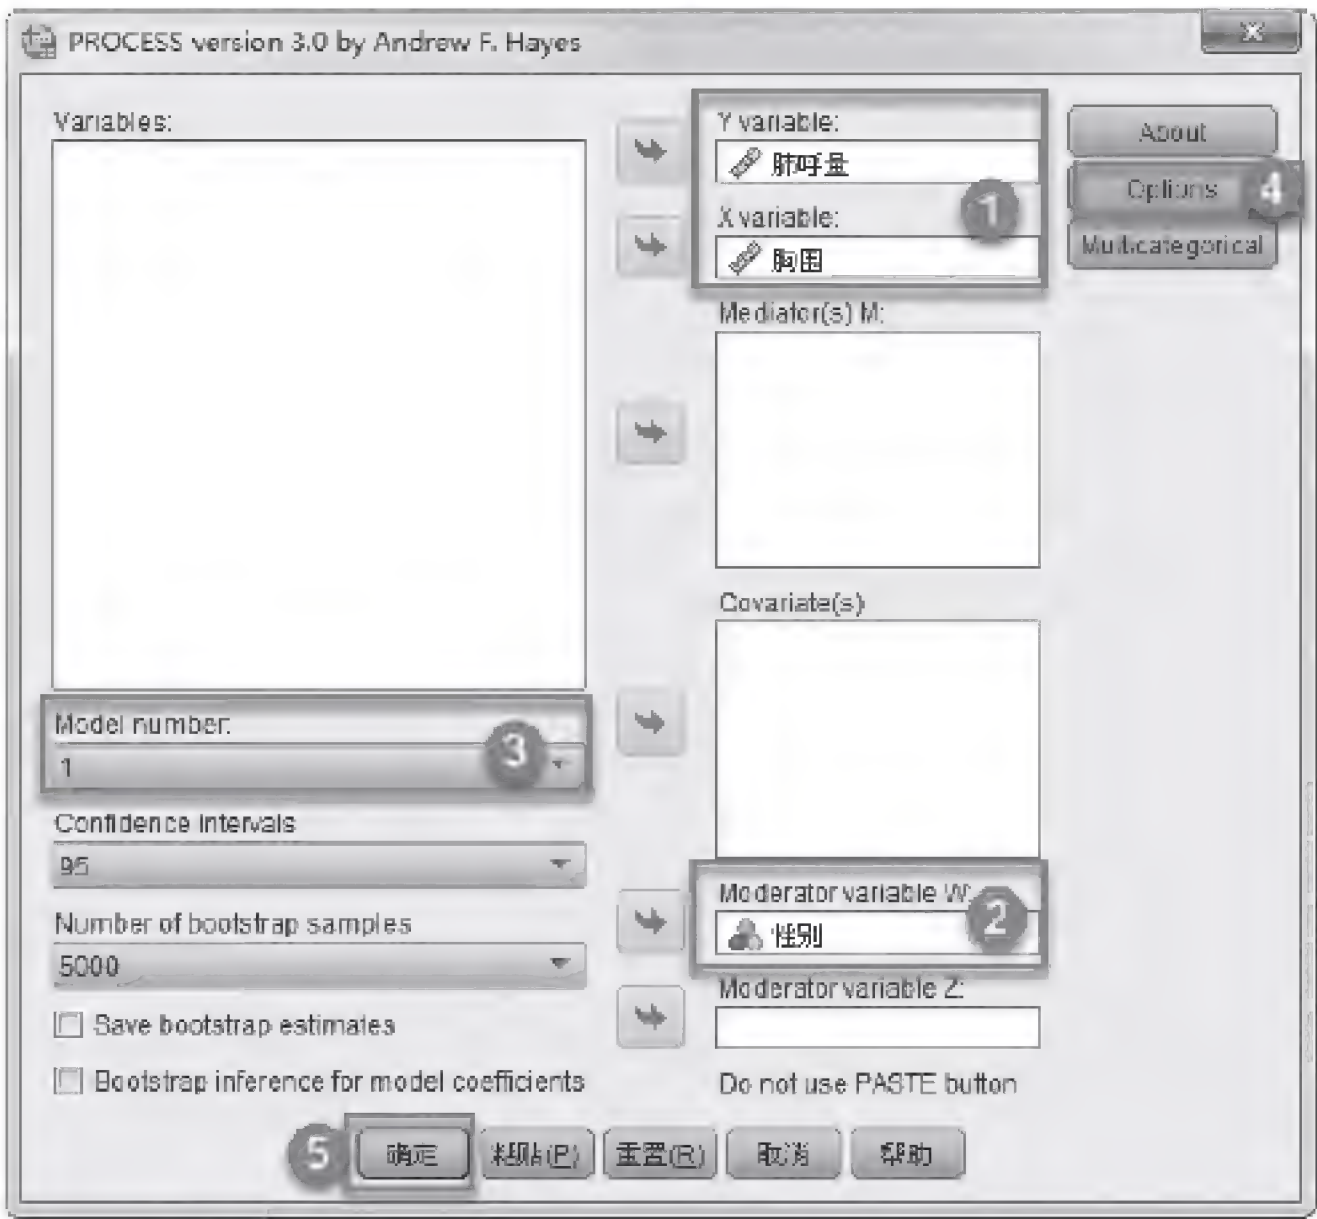 PROCESS version 3.0 by Andrew F. Hayes
Variables:
Y variable:
肺呼量
X variable:
胸围
1
About
Options
4
Multicategorical
Mediator(s) M:
Covariate(s)
Model number:
1
3
Confidence intervals
95
Number of bootstrap samples
5000
Save bootstrap estimates
Bootstrap inference for model coefficients
Moderator variable W:
性别
2
Moderator variable Z:
Do not use PASTE button
5
确定
粘贴(P)
重置(R)
取消
帮助